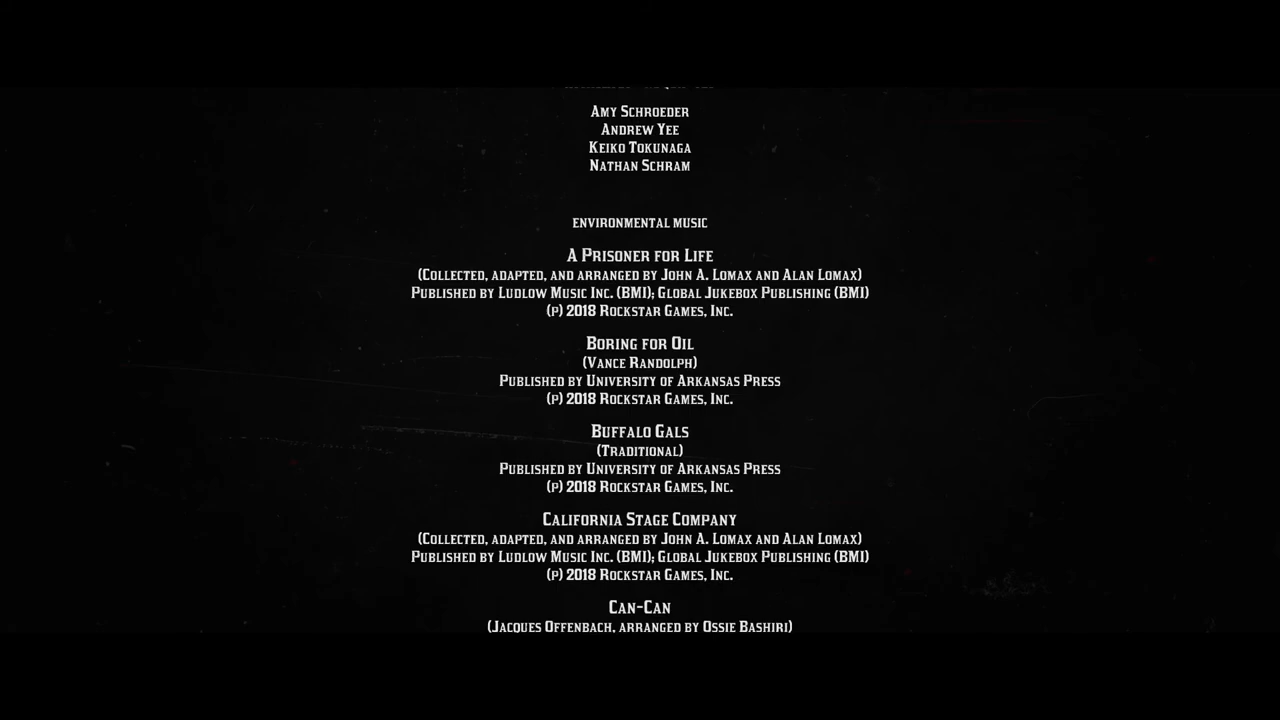 Amy Schroeder
Andrew Yee
Keiko Tokunaga
Nathan Schram
ENVIRONMENTAL MUSIC
A Prisoner for Life
(Collected, adapted, and arranged by John A. Lomax and Alan Lomax)
Published by Ludlow Music Inc. (BMI); Global Jukebox Publishing (BMI)
(P) 2018 Rockstar Games, Inc.
Boring for Oil
(Vance Randolph)
Published by University of Arkansas Press
(P) 2018 Rockstar Games, Inc.
Buffalo Gals
(Traditional)
Published by University of Arkansas Press
(P) 2018 Rockstar Games, Inc.
California Stage Company
(Collected, adapted, and arranged by John A. Lomax and Alan Lomax)
Published by Ludlow Music Inc. (BMI); Global Jukebox Publishing (BMI)
(P) 2018 Rockstar Games, Inc.
Can-Can
(Jacques Offenbach, arranged by Ossie Bashiri)